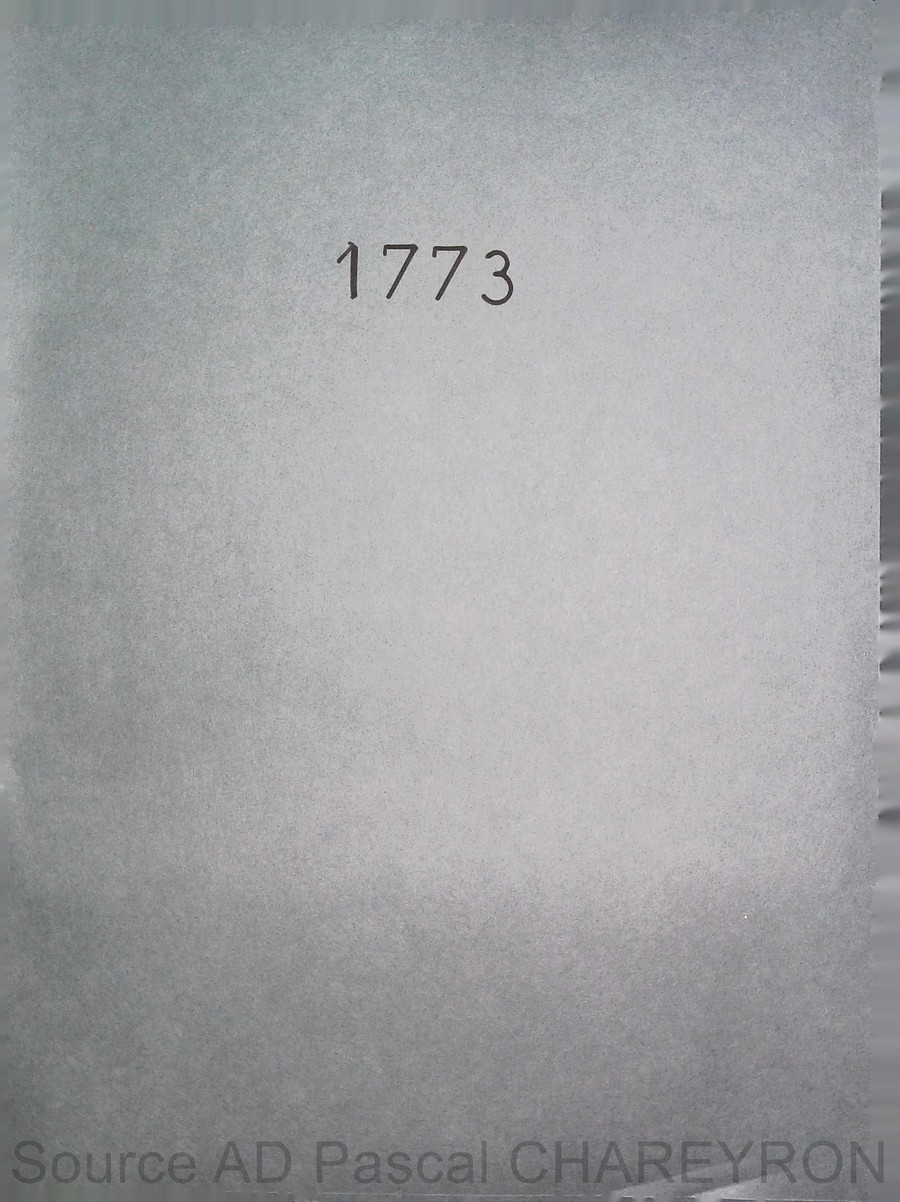 1773
Source AD Pascal CHAREYRON